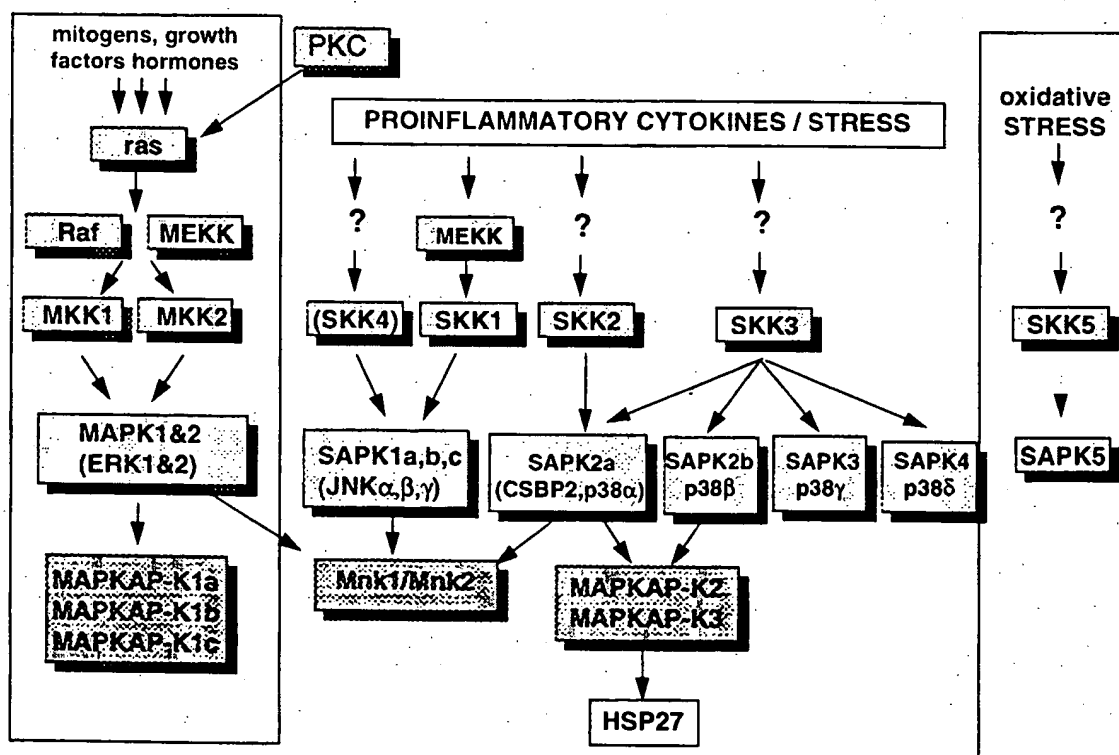 mitogens, growth
factors hormones
PKC
ras
Raf
MEKK
MKK1
MKK2
MAPK1&2
(ERK1&2)
MAPKAP-K1a
MAPKAP-K1b
MAPKAP-K1c
PROINFLAMMATORY CYTOKINES / STRESS
?
MEKK
?
?
(SKK4)
SKK1
SKK2
SKK3
SAPK1a,b,c
(JNKα,β,γ)
SAPK2a
(CSBP2,p38α)
SAPK2b
p38β
SAPK3
p38γ
SAPK4
p38δ
Mnk1/Mnk2
MAPKAP-K2
MAPKAP-K3
HSP27
oxidative
STRESS
?
SKK5
SAPK5